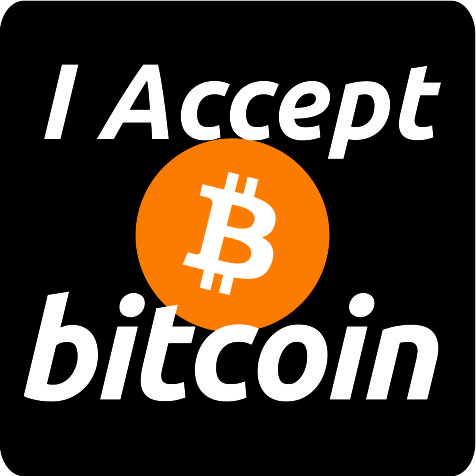 I Accept
₿
bitcoin